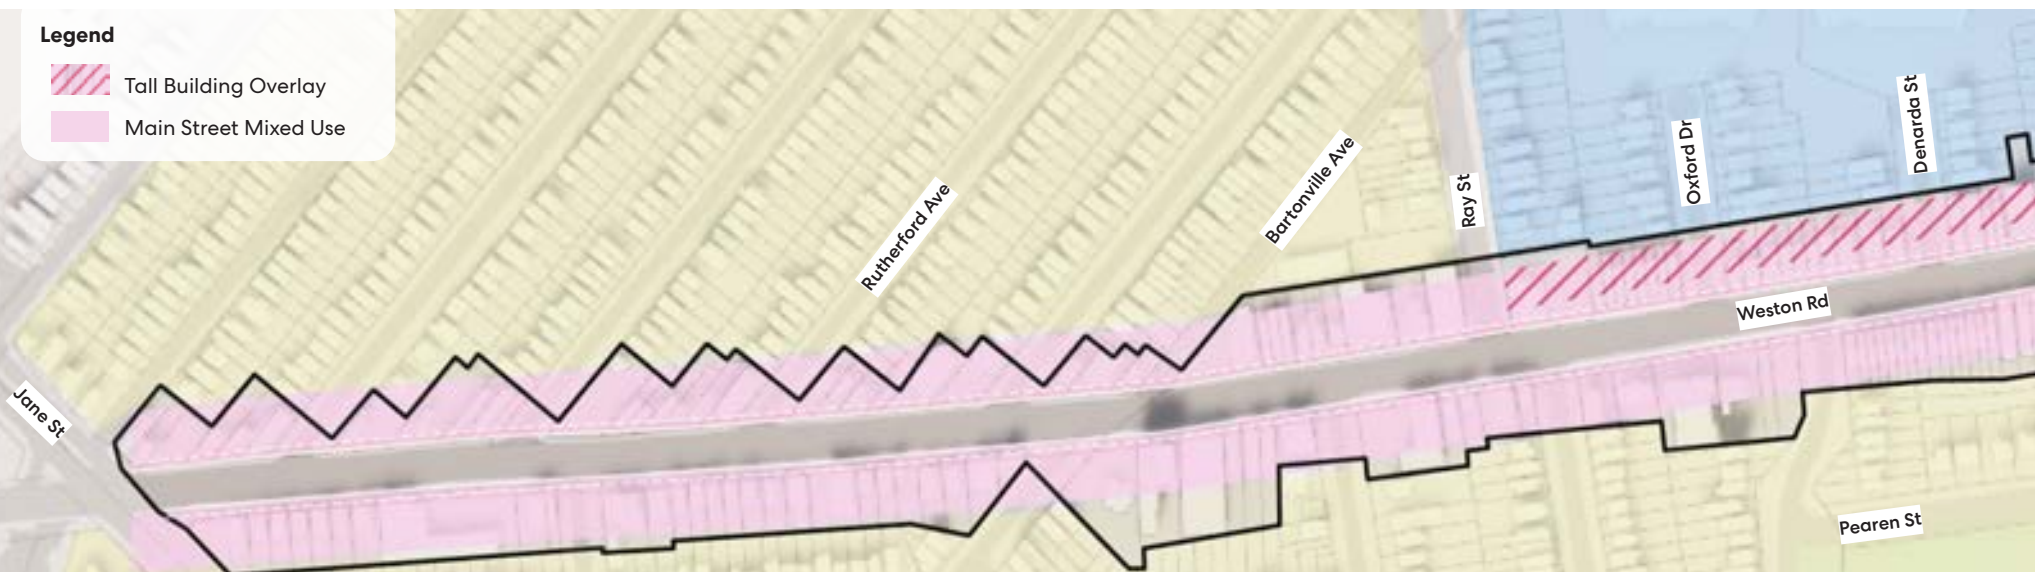 Legend
Tall Building Overlay
Main Street Mixed Use
Jane St
Rutherford Ave
Bartonville Ave
Ray St
Oxford Dr
Denarda St
Weston Rd
Pearen St